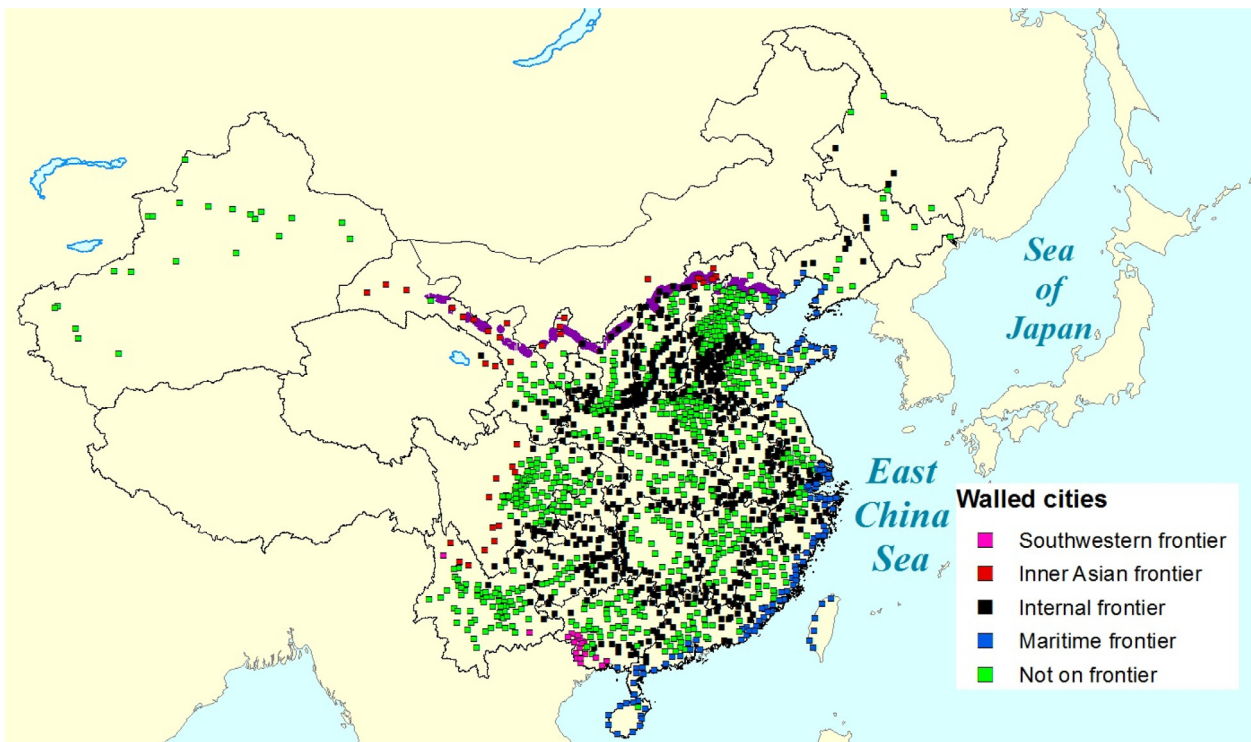 Sea
of
Japan
East
China
Sea
Walled cities
Southwestern frontier
Inner Asian frontier
Internal frontier
Maritime frontier
Not on frontier